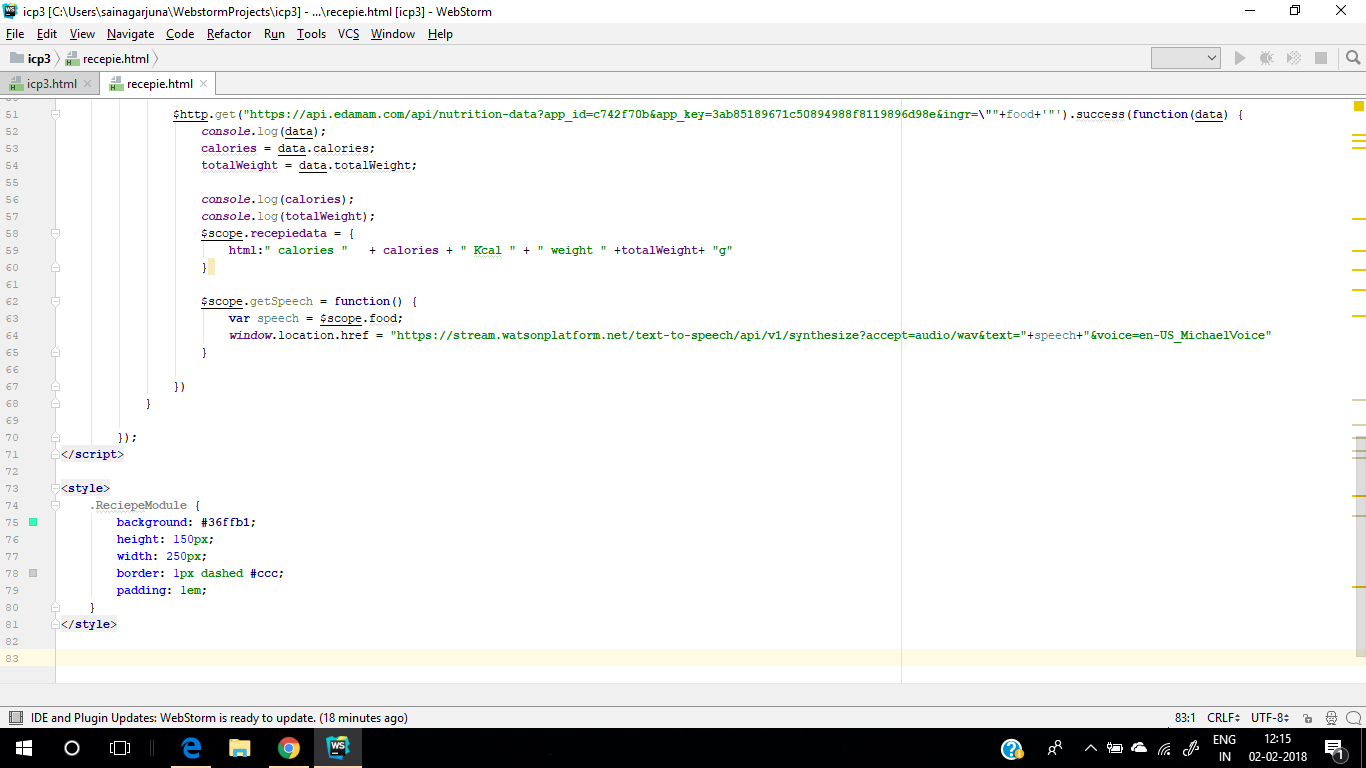 icp3 [C:\Users\sainagarjuna\WebstormProjects\icp3] - ...\recepie.html [icp3] - WebStorm
File Edit View Navigate Code Refactor Run Tools VCS Window Help
icp3 recepie.html
icp3.html recepie.html
51 $http.get("https://api.edamam.com/api/nutrition-data?app_id=c742f70b&app_key=3ab85189671c50894988f8119896d98e&ingr=\""+food+'"').success(function(data) {
52 console.log(data);
53 calories = data.calories;
54 totalWeight = data.totalWeight;
55
56 console.log(calories);
57 console.log(totalWeight);
58 $scope.recepiedata = {
59 html:" calories " + calories + " Kcal " + " weight " +totalWeight+ "g"
60 }
61
62 $scope.getSpeech = function() {
63 var speech = $scope.food;
64 window.location.href = "https://stream.watsonplatform.net/text-to-speech/api/v1/synthesize?accept=audio/wav&text="+speech+"&voice=en-US_MichaelVoice"
65 }
66
67 })
68 }
69
70 });
71 </script>
72
73 <style>
74 .ReciepeModule {
75 background: #36ffb1;
76 height: 150px;
77 width: 250px;
78 border: 1px dashed #ccc;
79 padding: 1em;
80 }
81 </style>
82
83
IDE and Plugin Updates: WebStorm is ready to update. (18 minutes ago) 83:1 CRLF UTF-8
WS ENG IN 12:15 02-02-2018 1